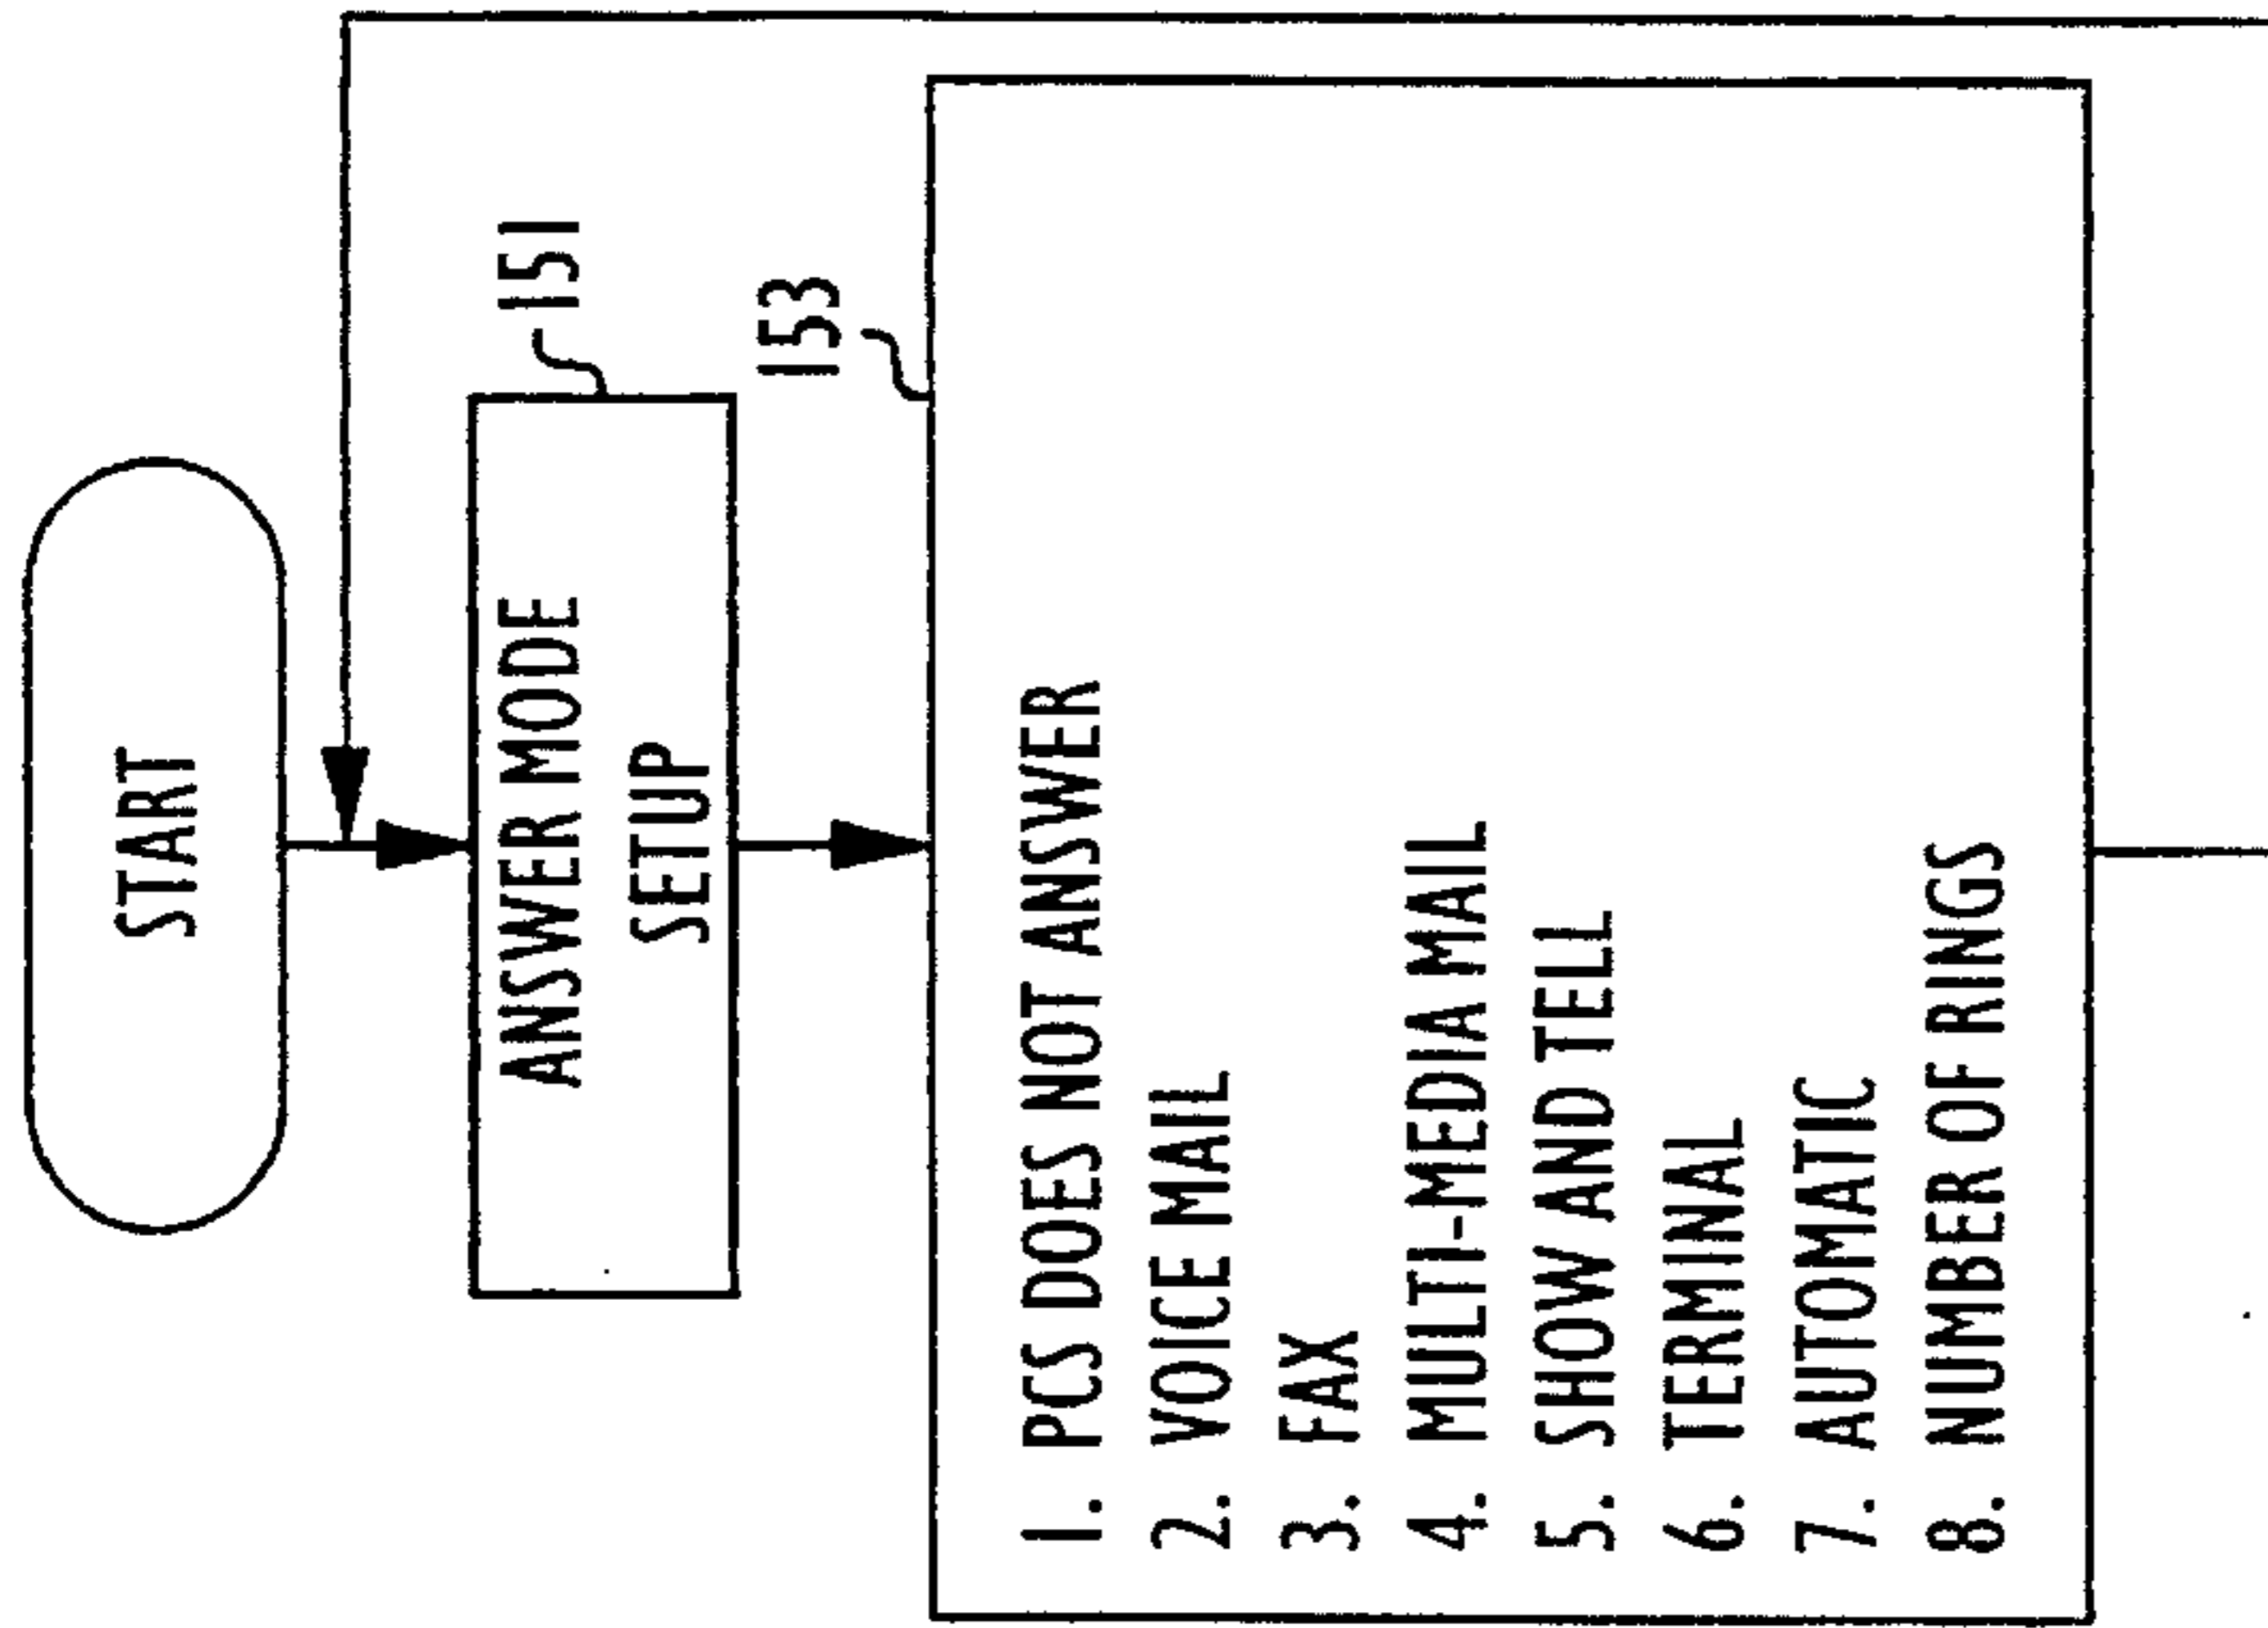 START
151
ANSWER MODE
SETUP
153
1. PCS DOES NOT ANSWER
2. VOICE MAIL
3. FAX
4. MULTI-MEDIA MAIL
5. SHOW AND TELL
6. TERMINAL
7. AUTOMATIC
8. NUMBER OF RINGS